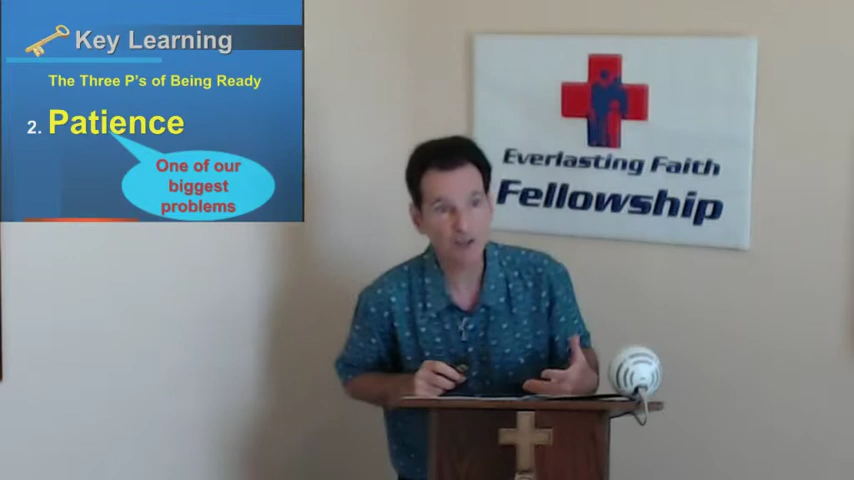 Key Learning
The Three P's of Being Ready
2. Patience
One of our
biggest
problems
Everlasting Faith
Fellowship